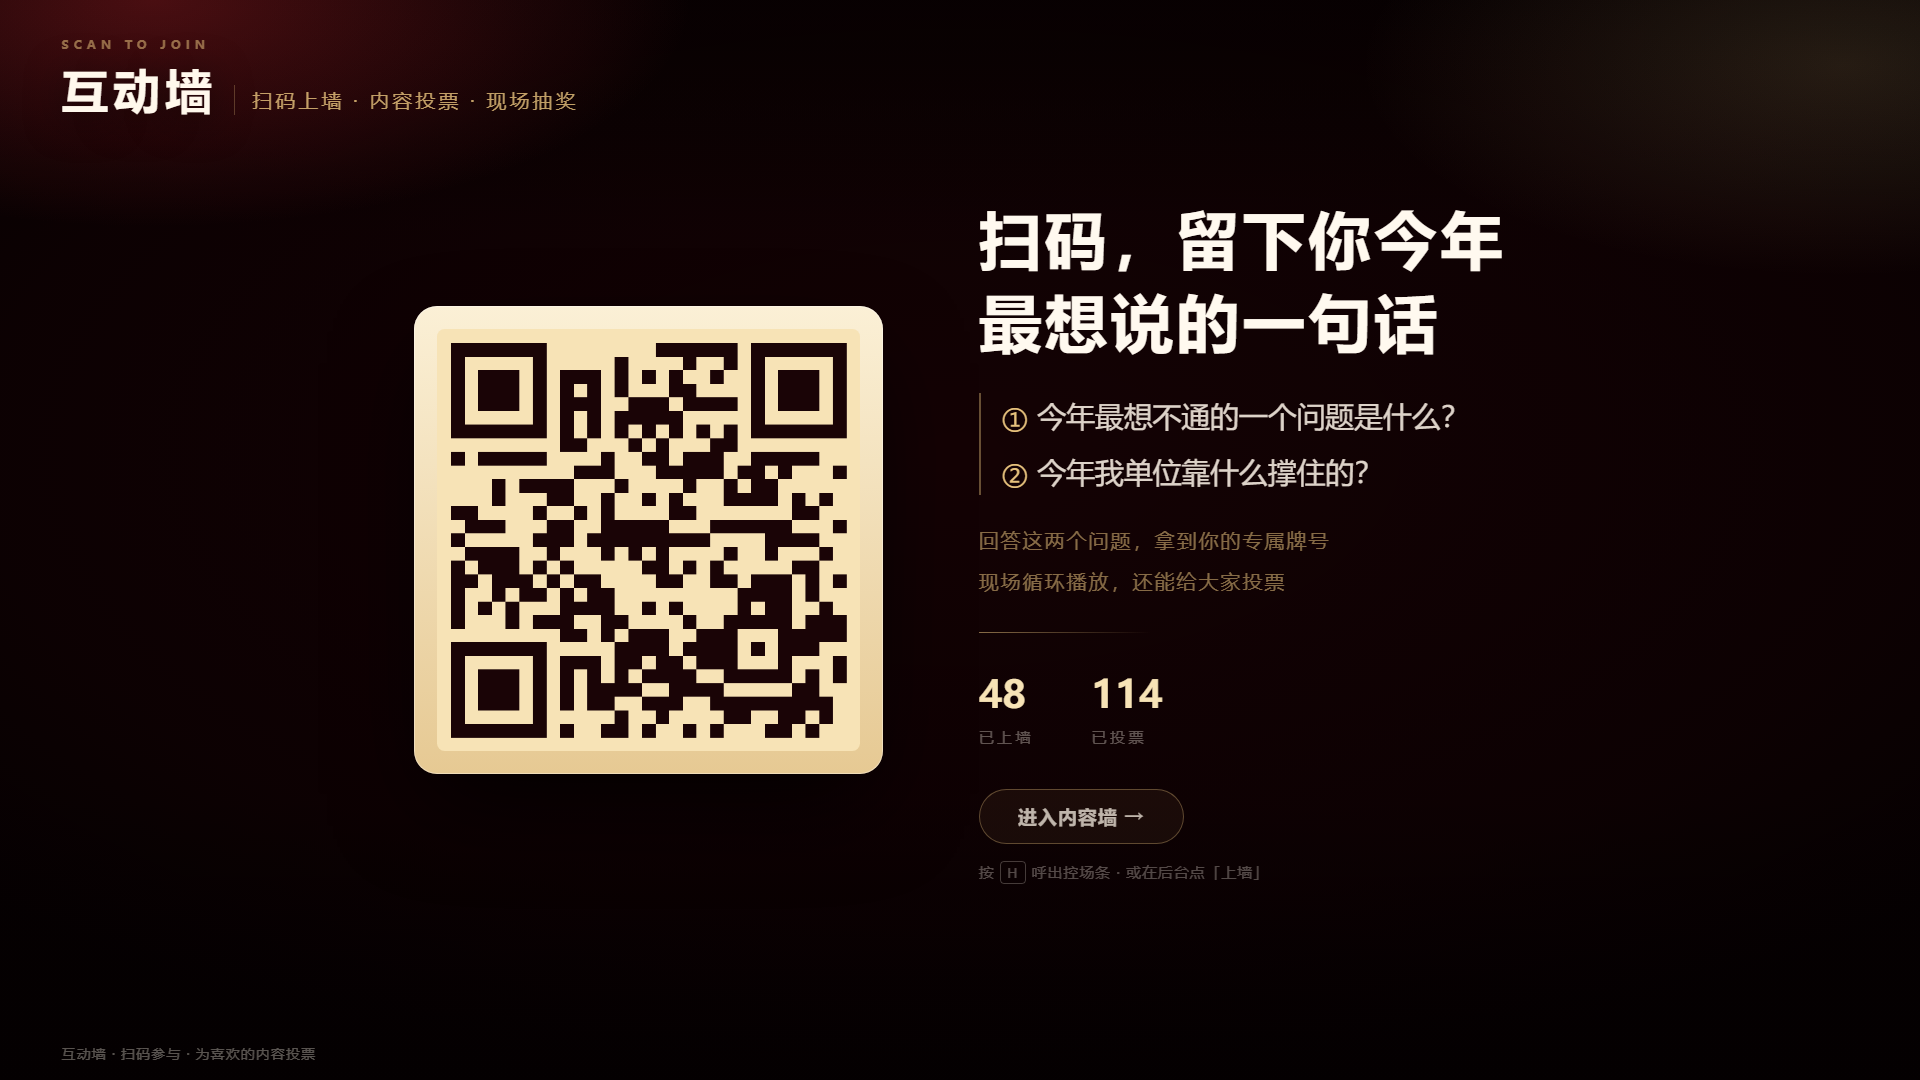 SCAN TO JOIN
互动墙
扫码上墙 · 内容投票 · 现场抽奖
扫码，留下你今年
最想说的一句话
① 今年最想不通的一个问题是什么？
② 今年我单位靠什么撑住的？
回答这两个问题，拿到你的专属牌号
现场循环播放，还能给大家投票
48 114
已上墙 已投票
进入内容墙 →
按 H 呼出控场条 · 或在后台点「上墙」
互动墙 · 扫码参与 · 为喜欢的内容投票